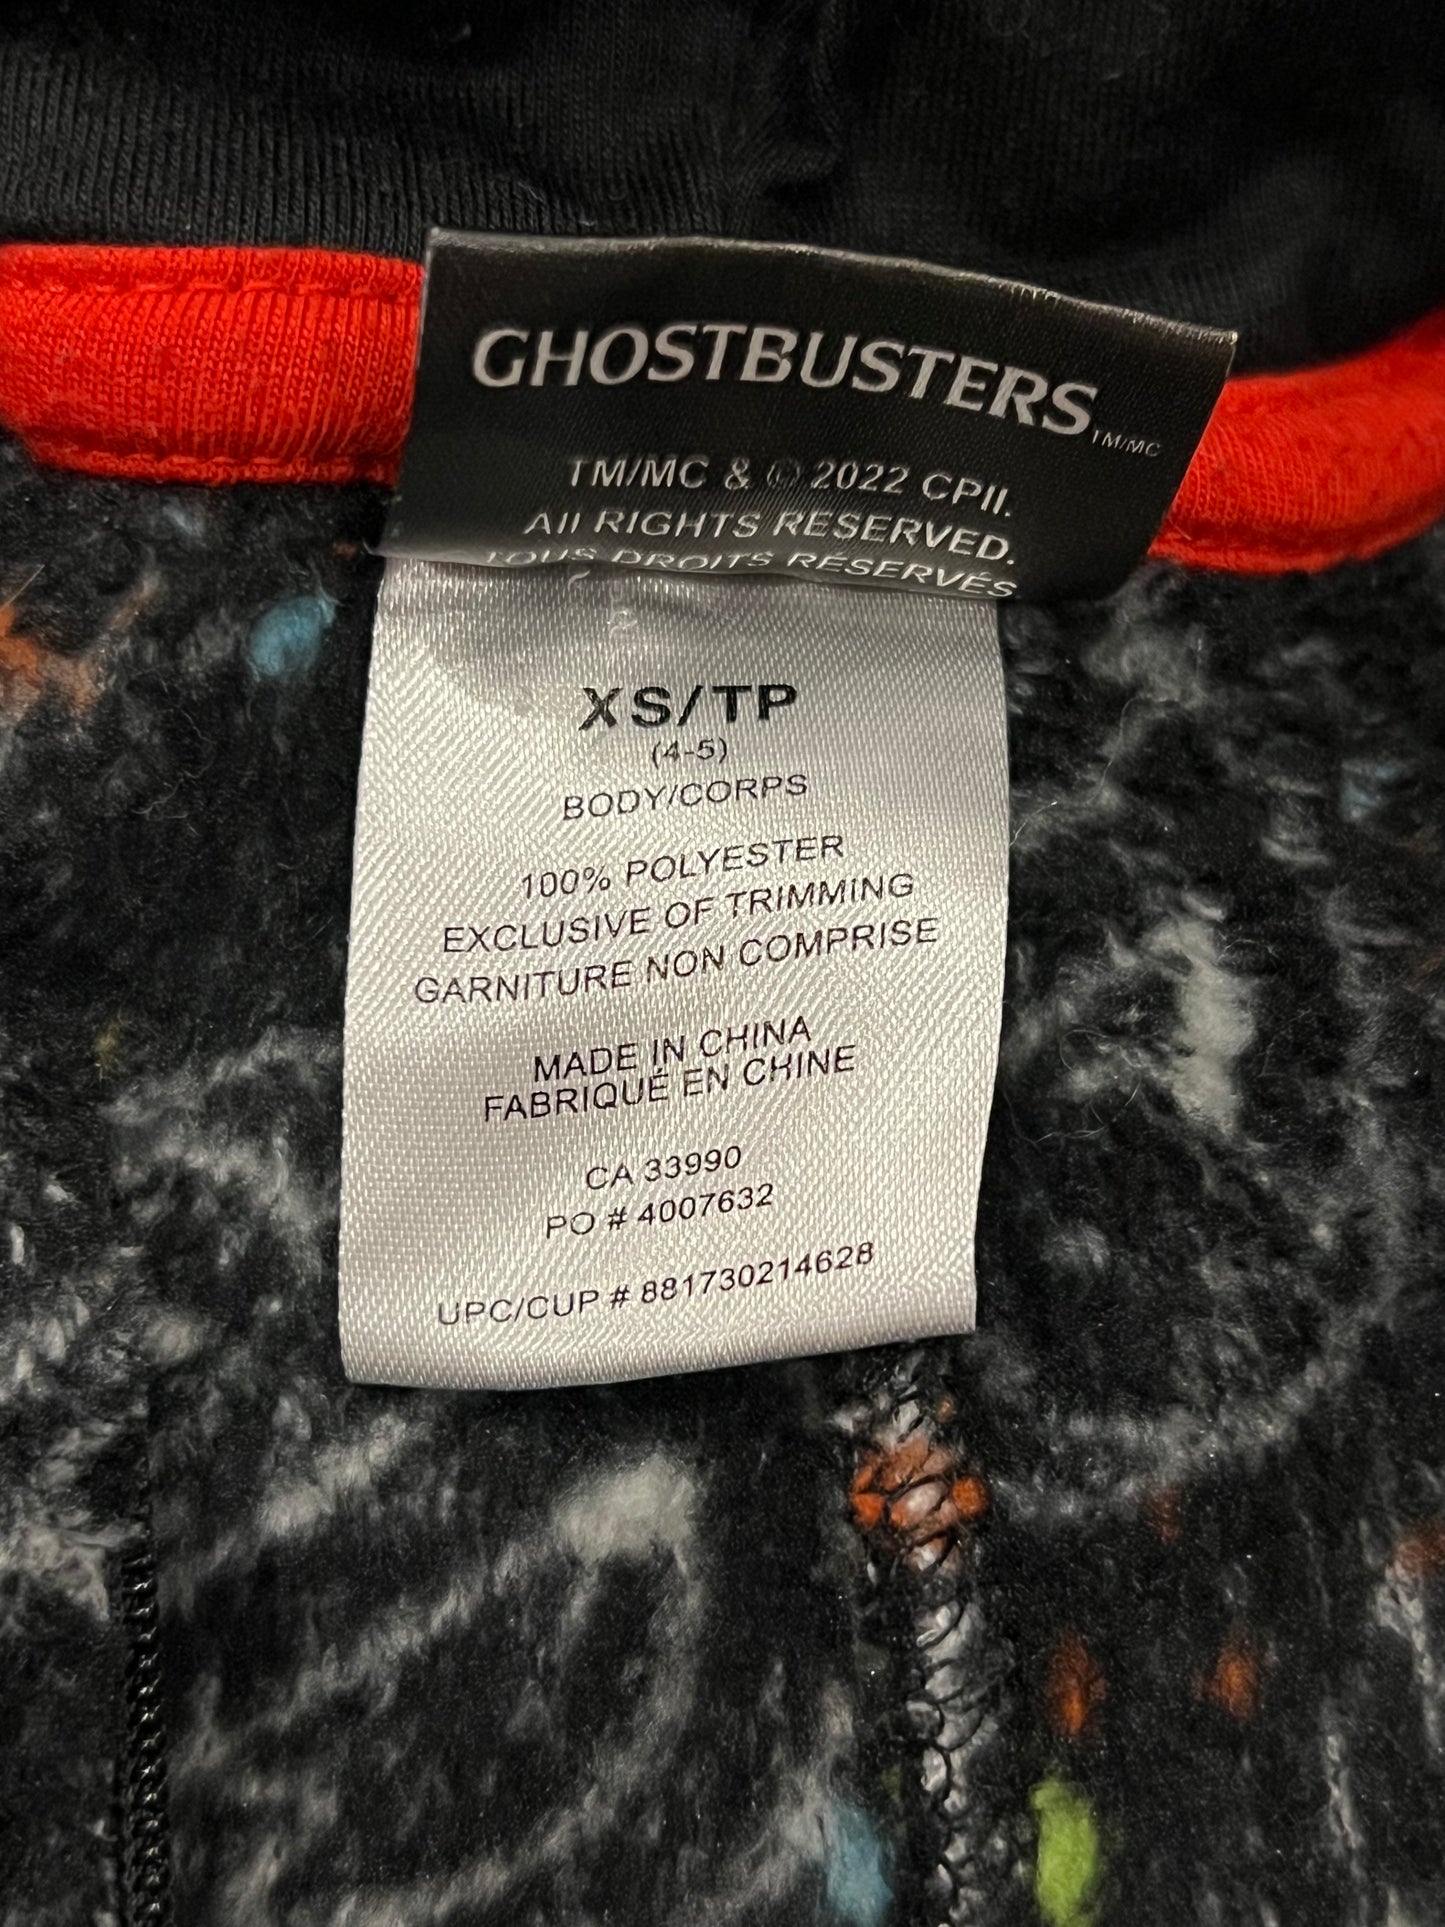 GHOSTBUSTERS TM/MC
TM/MC & © 2022 CPII.
All RIGHTS RESERVED.
TOUS DROITS RÉSERVÉS
XS/TP
(4-5)
BODY/CORPS
100% POLYESTER
EXCLUSIVE OF TRIMMING
GARNITURE NON COMPRISE
MADE IN CHINA
FABRIQUÉ EN CHINE
CA 33990
PO # 4007632
UPC/CUP # 881730214628